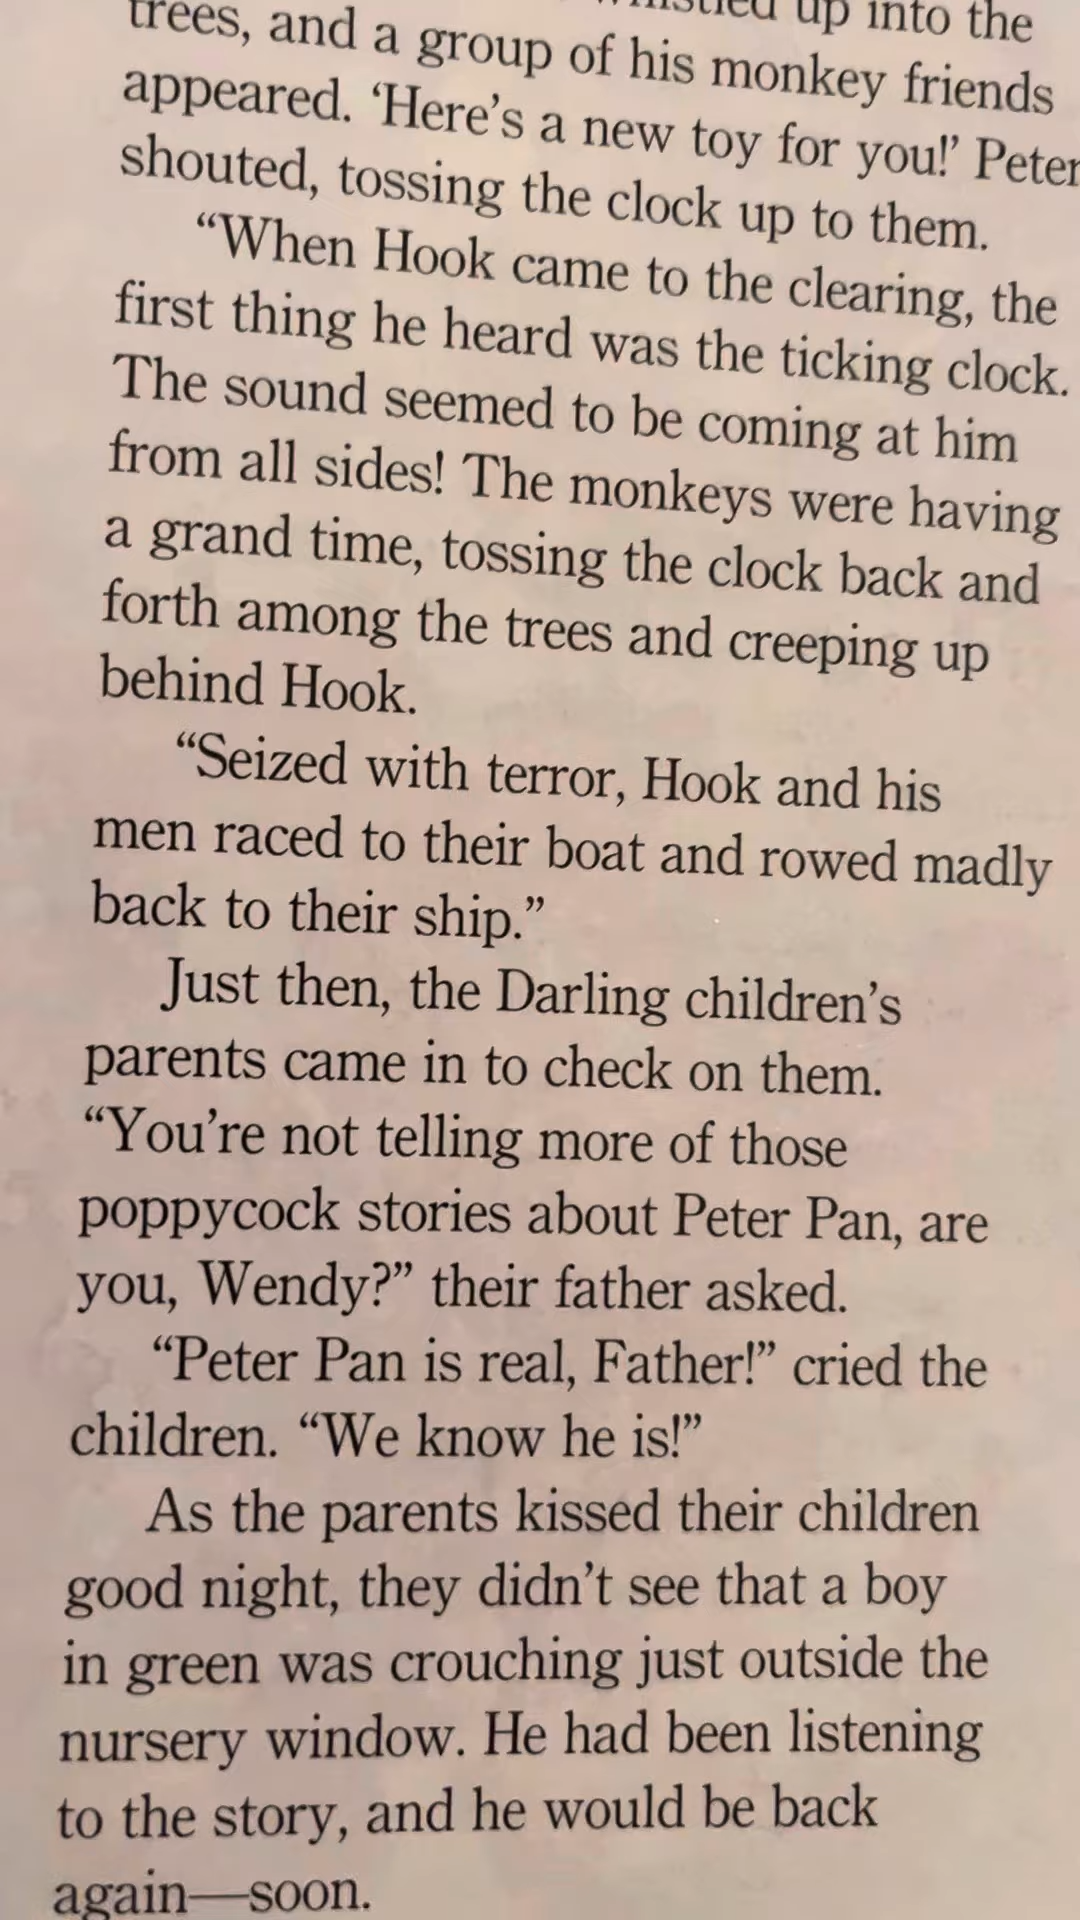 up into the
trees, and a group of his monkey friends
appeared. ‘Here’s a new toy for you!’ Peter
shouted, tossing the clock up to them.
“When Hook came to the clearing, the
first thing he heard was the ticking clock.
The sound seemed to be coming at him
from all sides! The monkeys were having
a grand time, tossing the clock back and
forth among the trees and creeping up
behind Hook.
“Seized with terror, Hook and his
men raced to their boat and rowed madly
back to their ship.”
Just then, the Darling children’s
parents came in to check on them.
“You’re not telling more of those
poppycock stories about Peter Pan, are
you, Wendy?” their father asked.
“Peter Pan is real, Father!” cried the
children. “We know he is!”
As the parents kissed their children
good night, they didn’t see that a boy
in green was crouching just outside the
nursery window. He had been listening
to the story, and he would be back
again—soon.